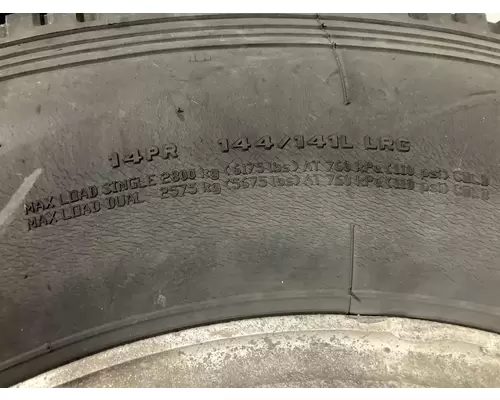 14PR 144/141L LRG
MAX LOAD SINGLE 2800 kg (6175 lbs) AT 760 kPa (110 psi) COLD
MAX LOAD DUAL 2575 kg (5675 lbs) AT 760 kPa (110 psi) COLD